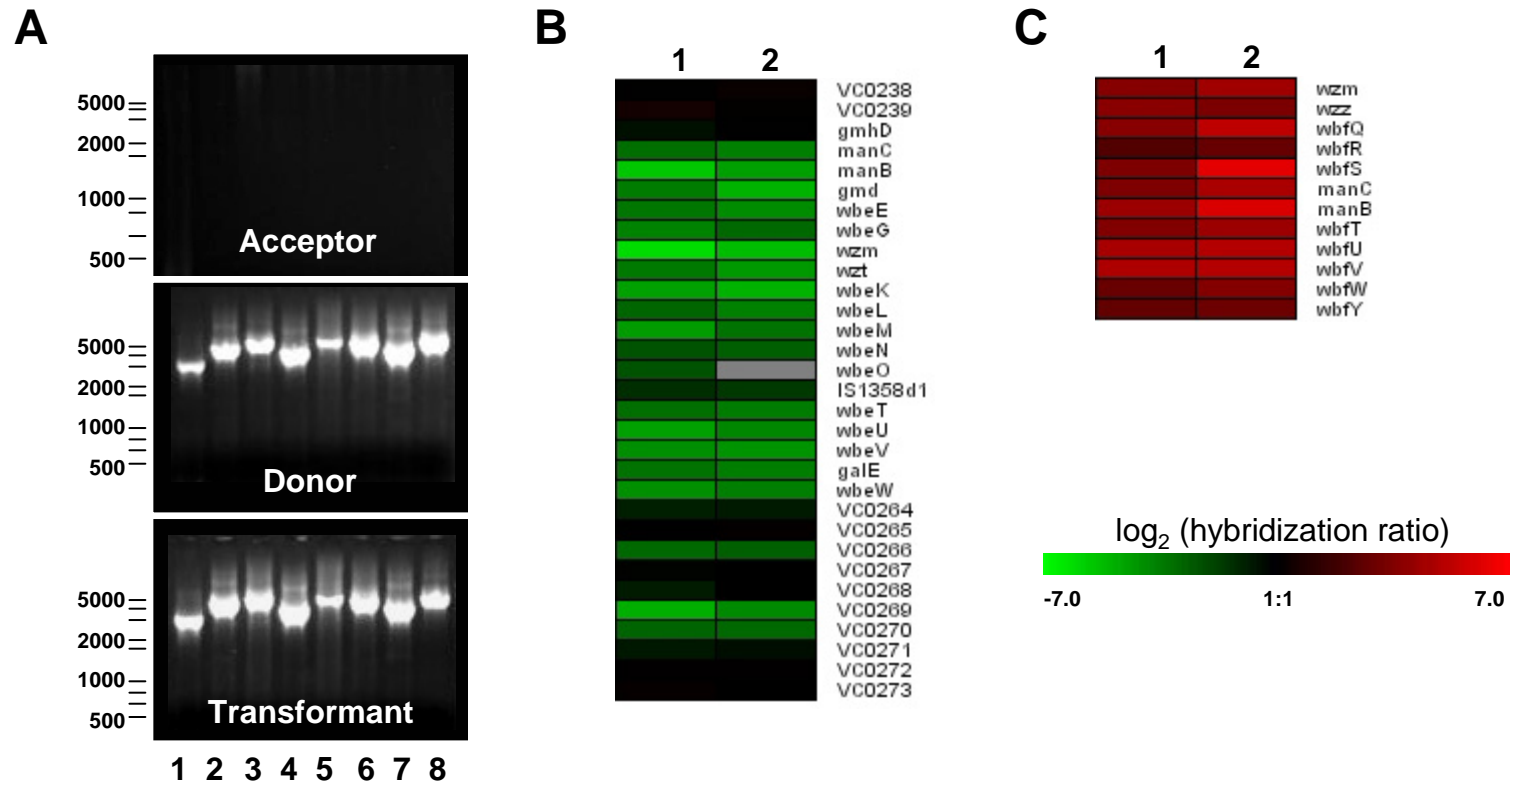 A
5000
2000
1000
500
Acceptor
5000
2000
1000
500
Donor
5000
2000
1000
500
Transformant
1 2 3 4 5 6 7 8
B
1 2
VC0238
VC0239
gmhD
manC
manB
gmd
wbeE
wbeG
wzm
wzt
wbeK
wbeL
wbeM
wbeN
wbeO
IS1358d1
wbeT
wbeU
wbeV
galE
wbeW
VC0264
VC0265
VC0266
VC0267
VC0268
VC0269
VC0270
VC0271
VC0272
VC0273
C
1 2
wzm
wzz
wbfQ
wbfR
wbfS
manC
manB
wbfT
wbfU
wbfV
wbfW
wbfY
log2 (hybridization ratio)
-7.0 1:1 7.0